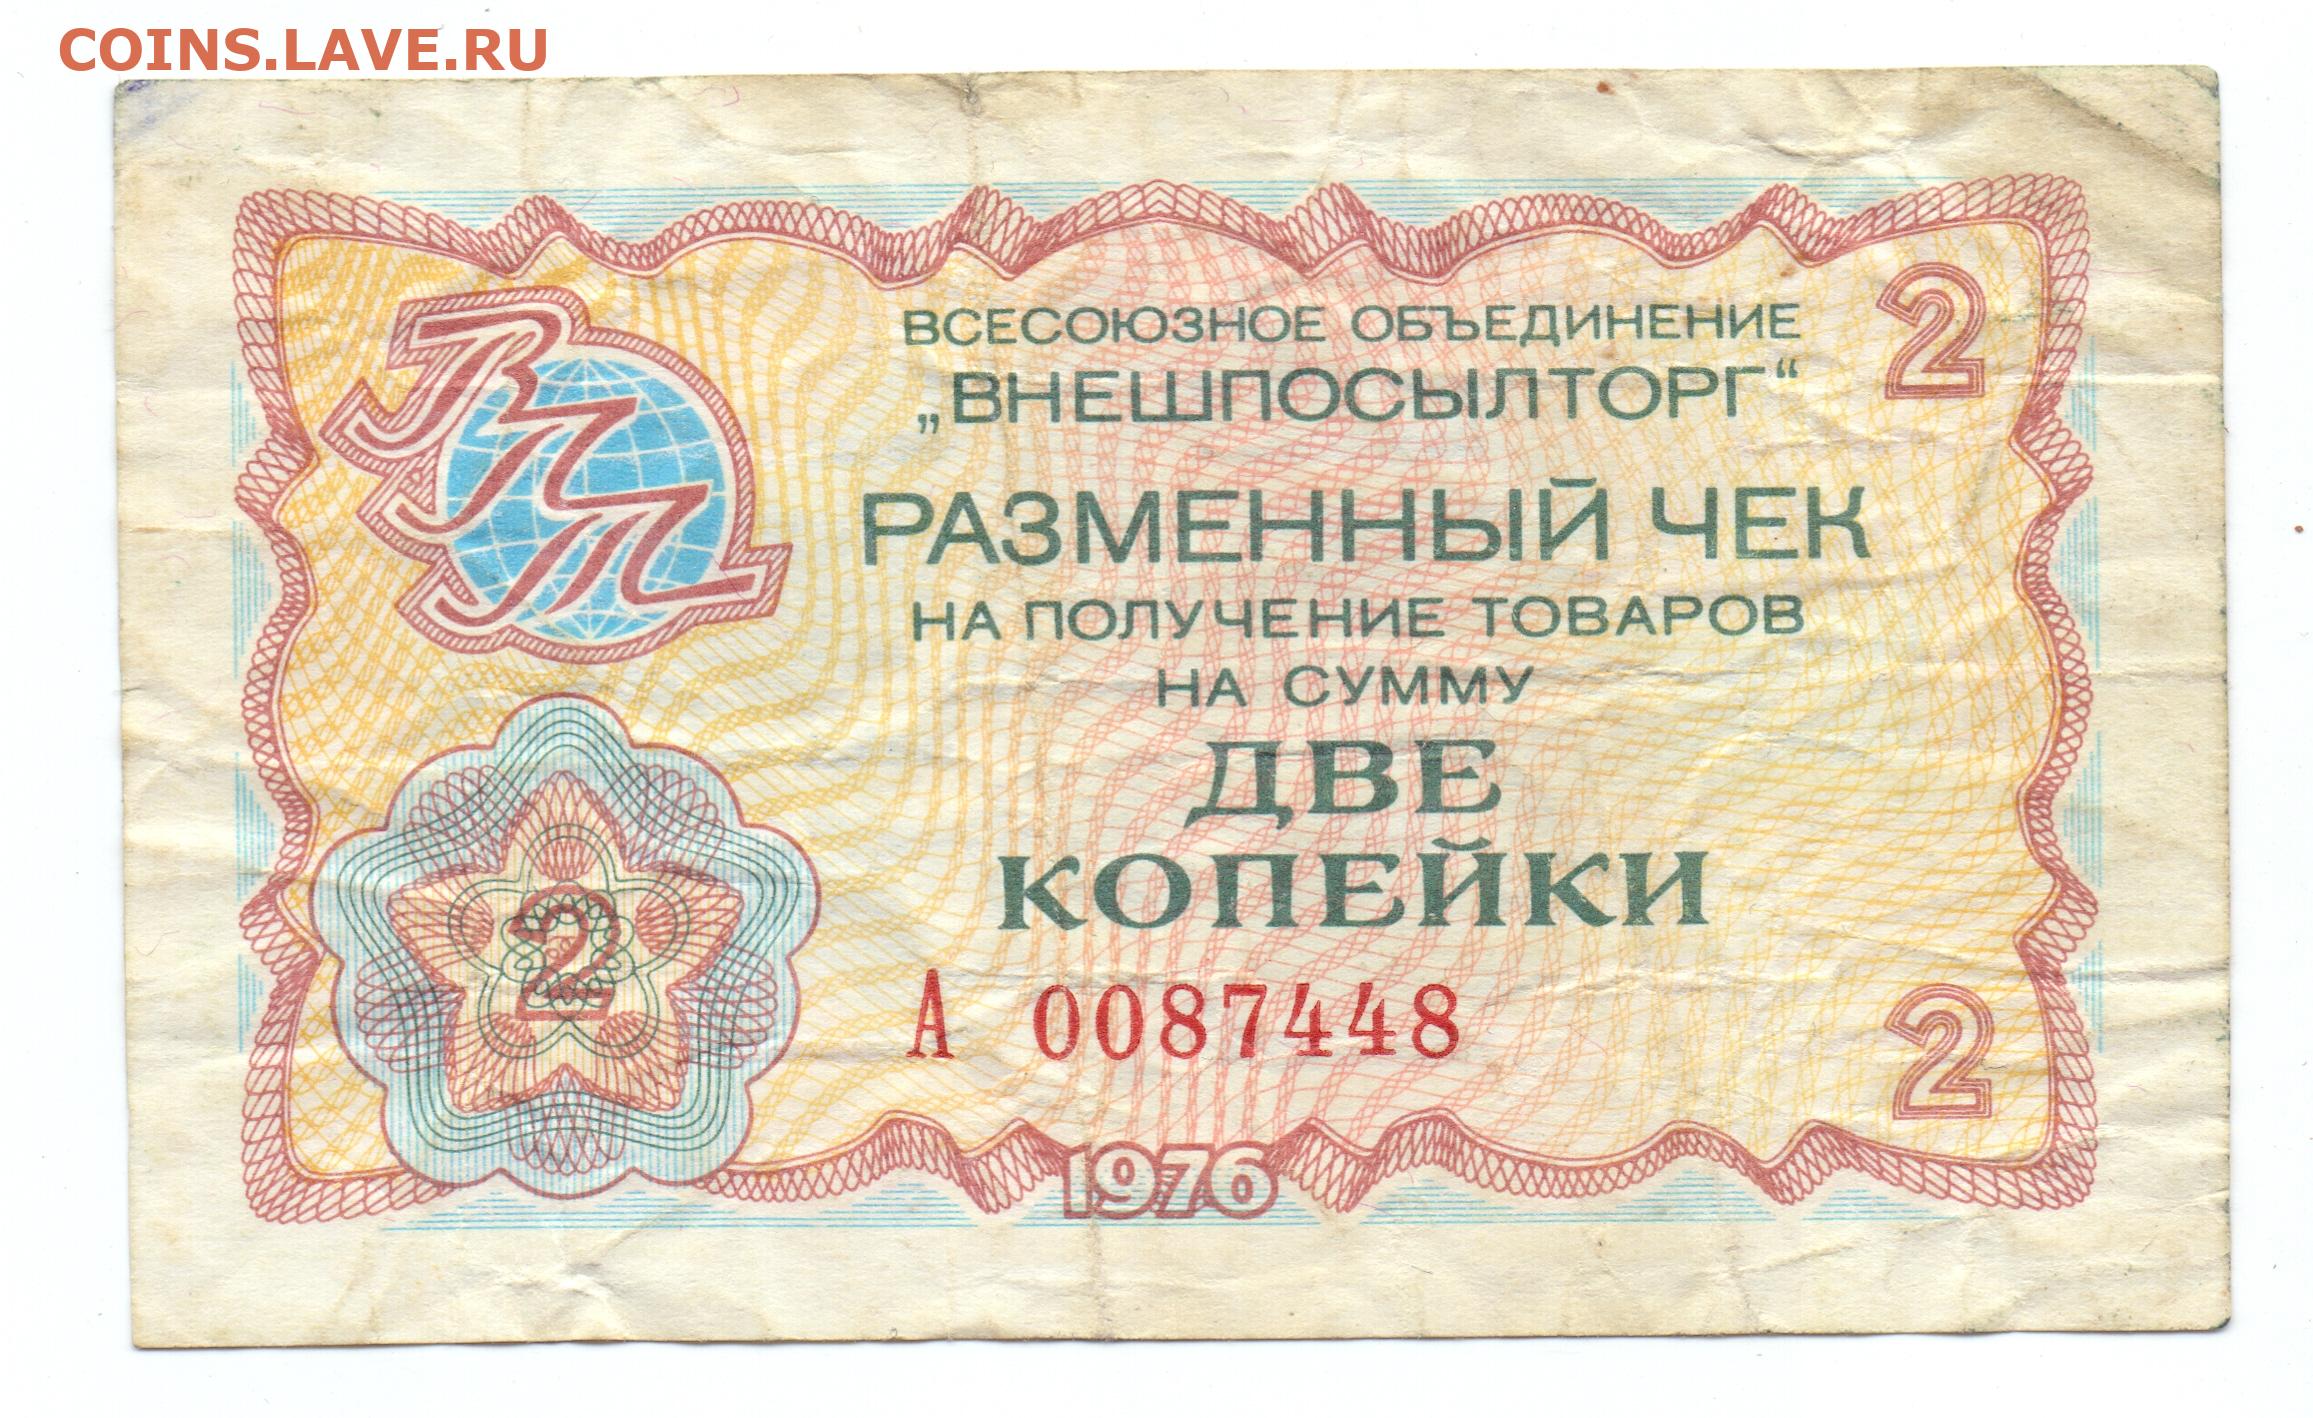 COINS.LAVE.RU
ВПТ
ВСЕСОЮЗНОЕ ОБЪЕДИНЕНИЕ
„ВНЕШПОСЫЛТОРГ“
2
РАЗМЕННЫЙ ЧЕК
НА ПОЛУЧЕНИЕ ТОВАРОВ
НА СУММУ
ДВЕ
КОПЕЙКИ
2
А 0087448
2
1976